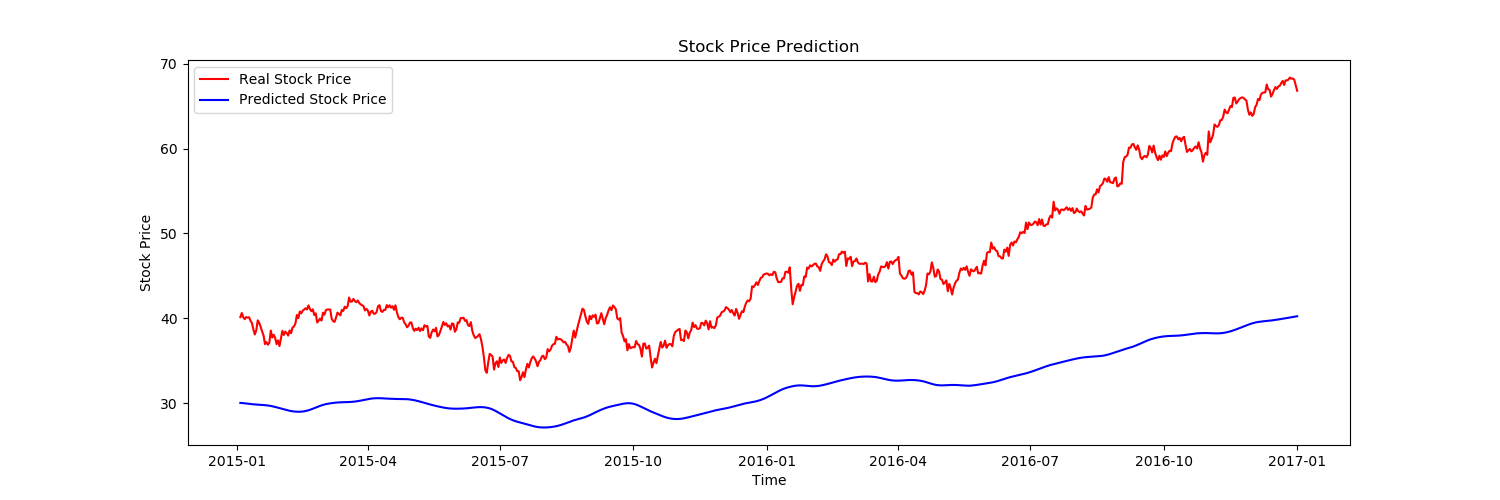 Stock Price Prediction
Real Stock Price
Predicted Stock Price
Stock Price
70
60
50
40
30
2015-01 2015-04 2015-07 2015-10 2016-01 2016-04 2016-07 2016-10 2017-01
Time